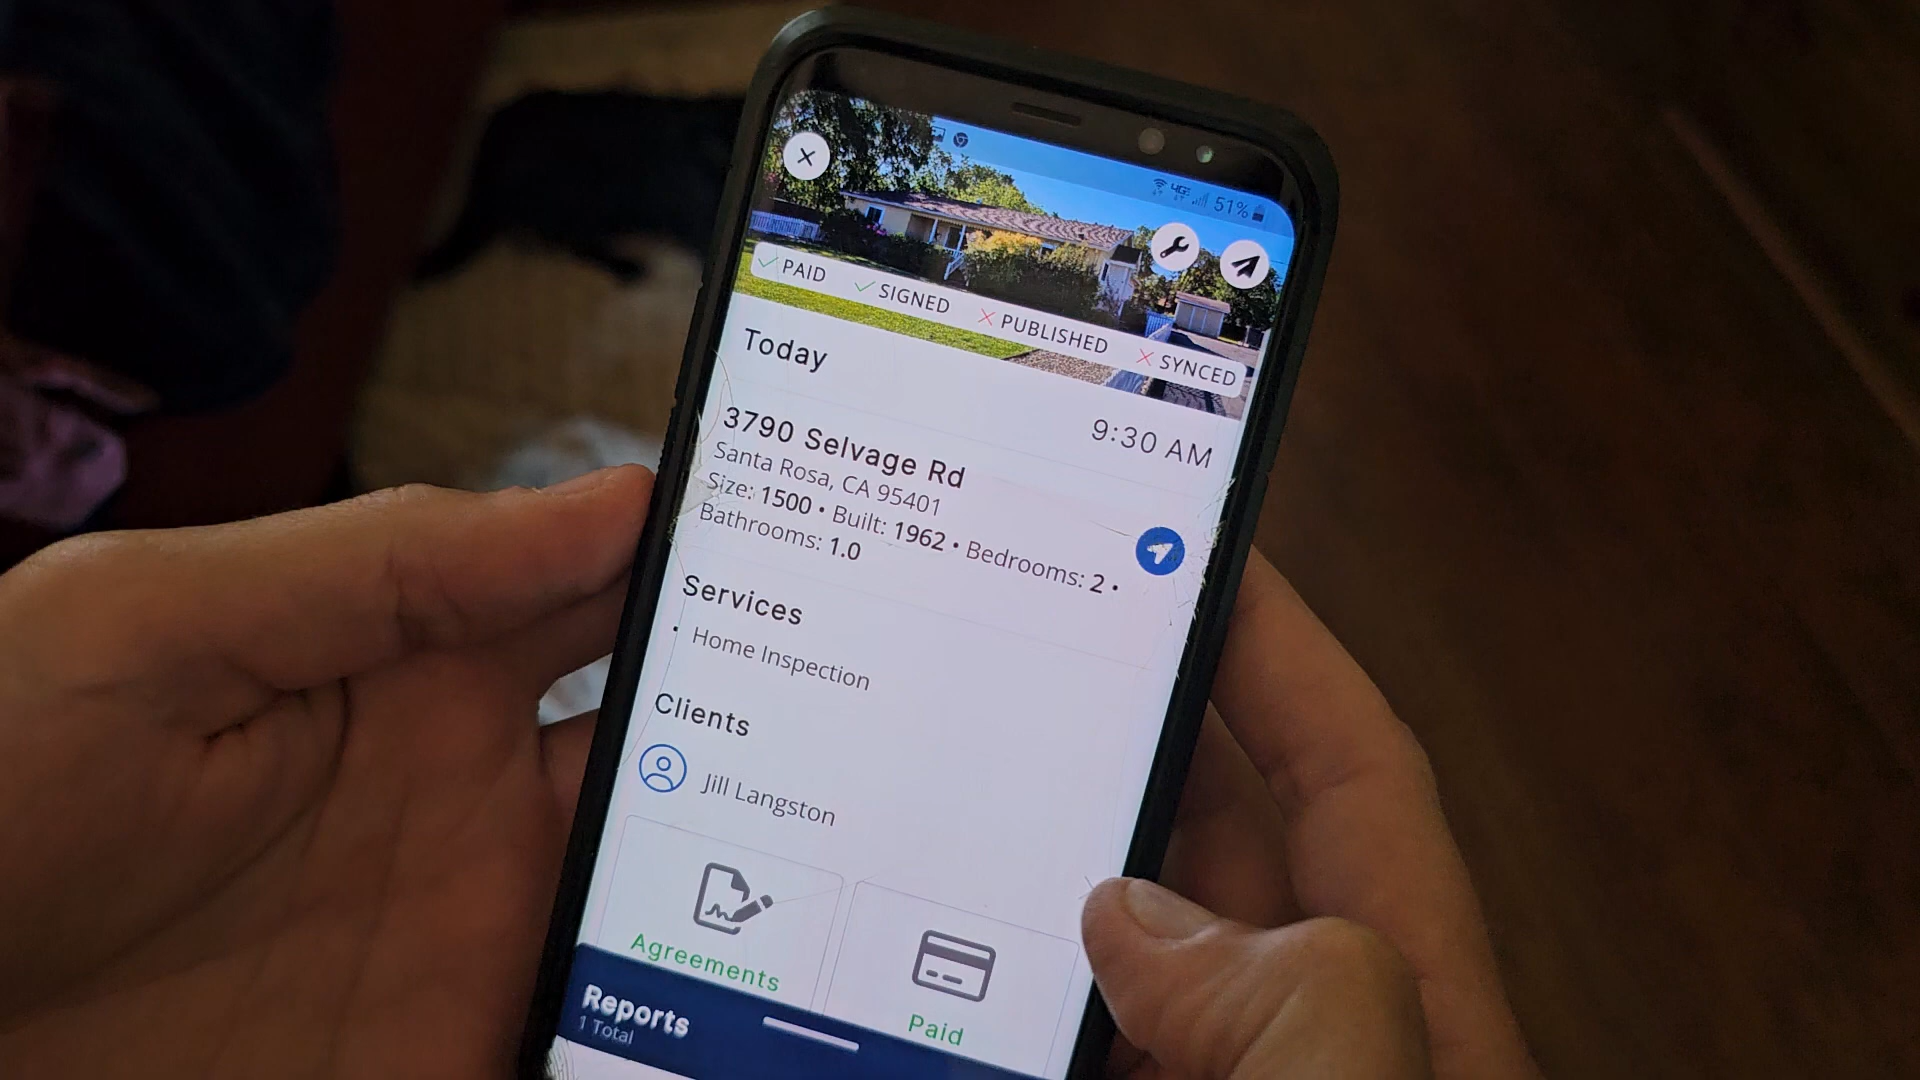 4G 51%
PAID SIGNED PUBLISHED SYNCED
Today
9:30 AM
3790 Selvage Rd
Santa Rosa, CA 95401
Size: 1500 • Built: 1962 • Bedrooms: 2 •
Bathrooms: 1.0
Services
• Home Inspection
Clients
Jill Langston
Agreements
Paid
Reports
1 Total